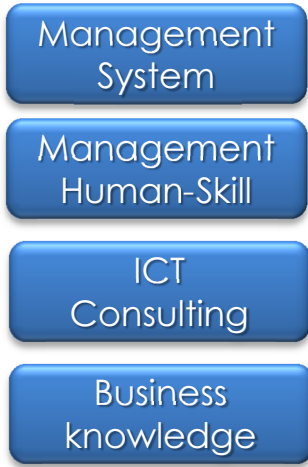 Management
System
Management
Human-Skill
ICT
Consulting
Business
knowledge